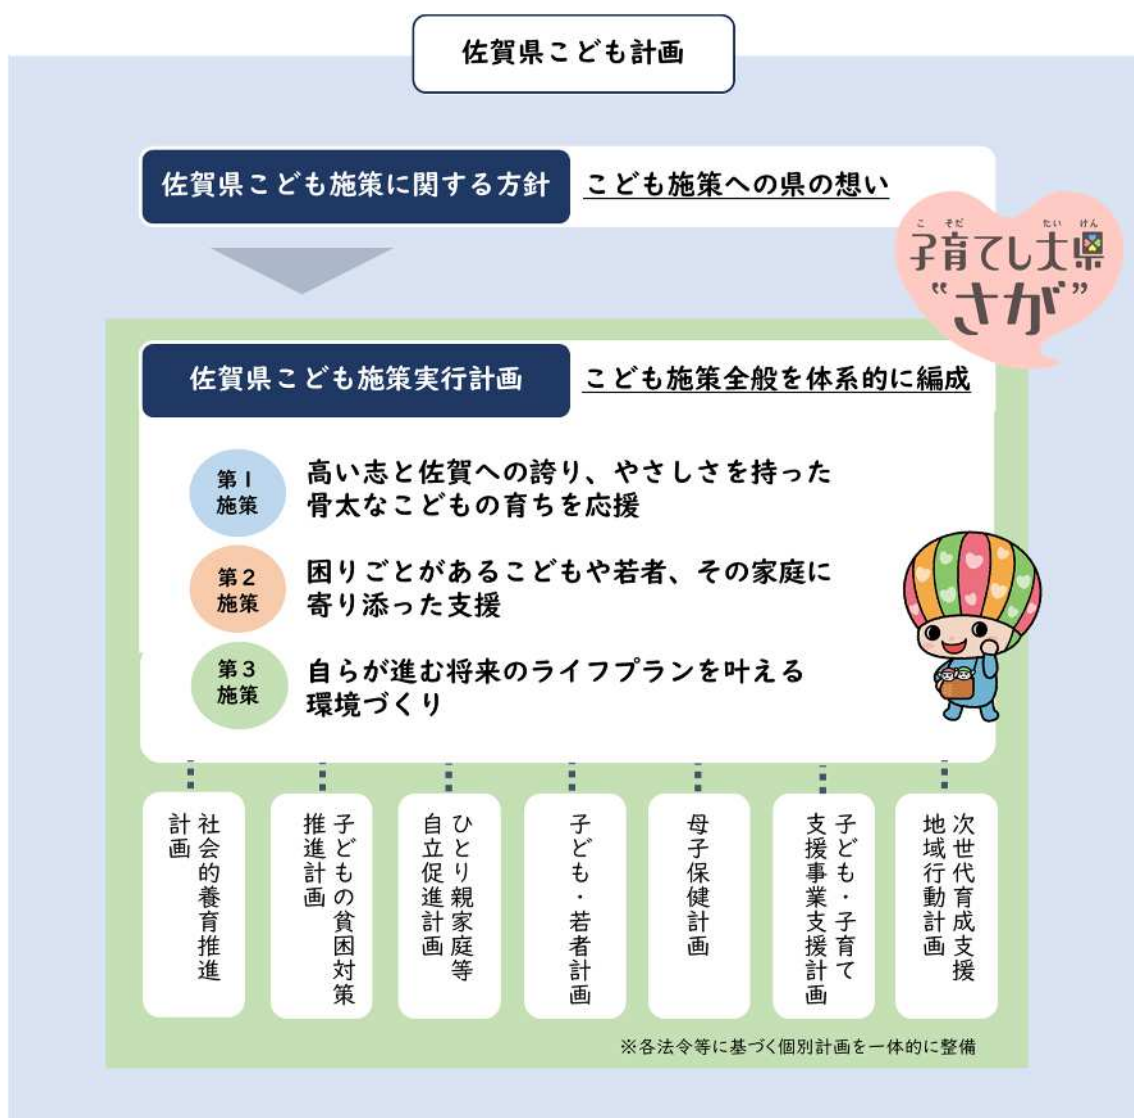 佐賀県こども計画
佐賀県こども施策に関する方針
こども施策への県の想い
こ そだ たい けん
子育てし大県
“さが”
佐賀県こども施策実行計画
こども施策全般を体系的に編成
第1
施策
高い志と佐賀への誇り、やさしさを持った
骨太なこどもの育ちを応援
第2
施策
困りごとがあるこどもや若者、その家庭に
寄り添った支援
第3
施策
自らが進む将来のライフプランを叶える
環境づくり
社会的養育推進
計画
子どもの貧困対策
推進計画
ひとり親家庭等
自立促進計画
子ども・若者計画
母子保健計画
子ども・子育て
支援事業支援計画
次世代育成支援
地域行動計画
※各法令等に基づく個別計画を一体的に整備